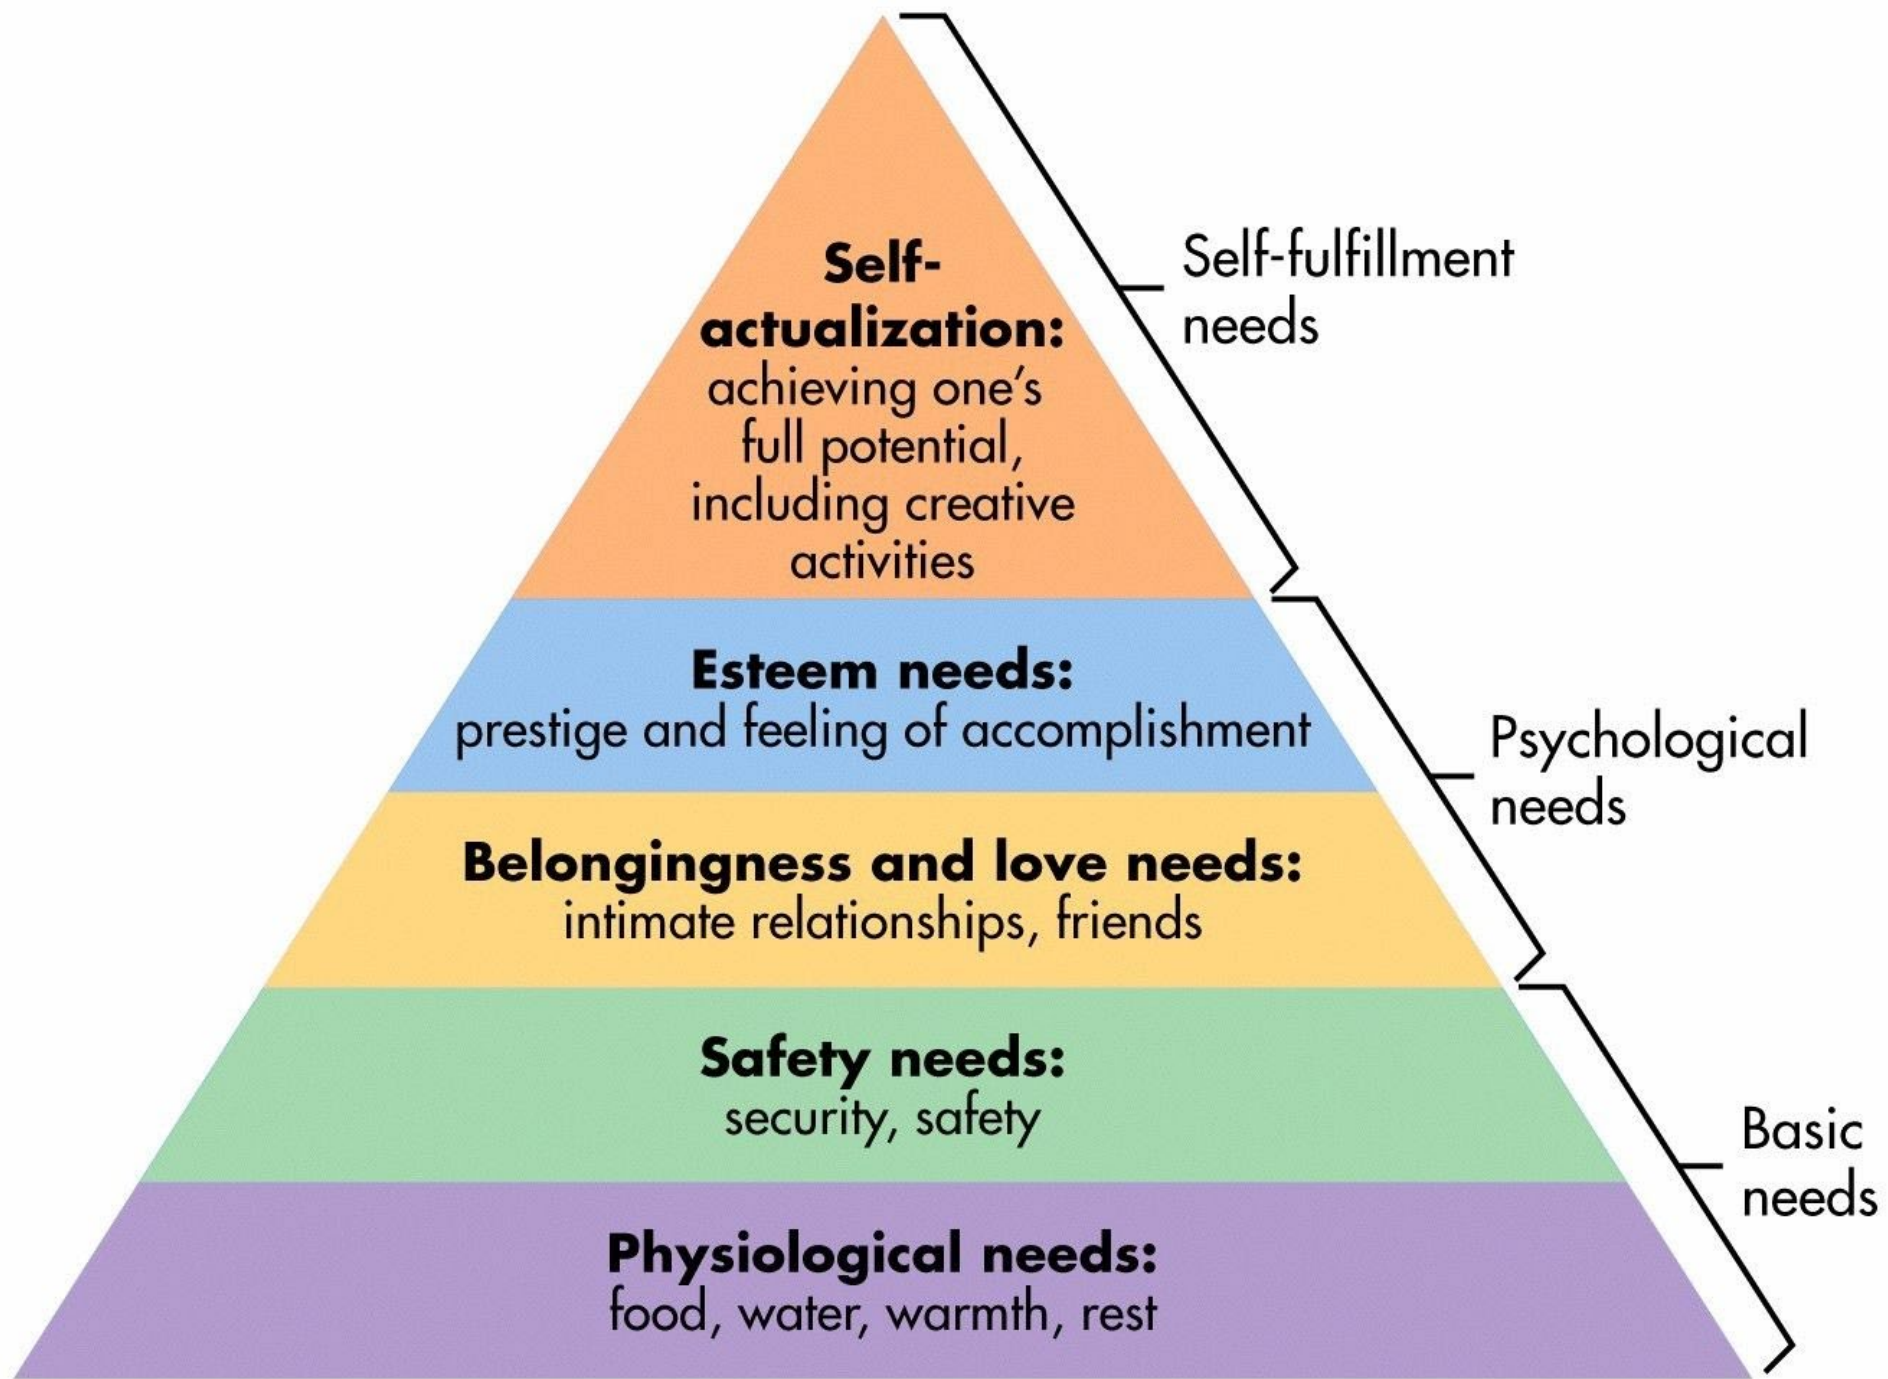 Self-
actualization:
achieving one’s
full potential,
including creative
activities
Self-fulfillment
needs
Esteem needs:
prestige and feeling of accomplishment
Belongingness and love needs:
intimate relationships, friends
Psychological
needs
Safety needs:
security, safety
Physiological needs:
food, water, warmth, rest
Basic
needs